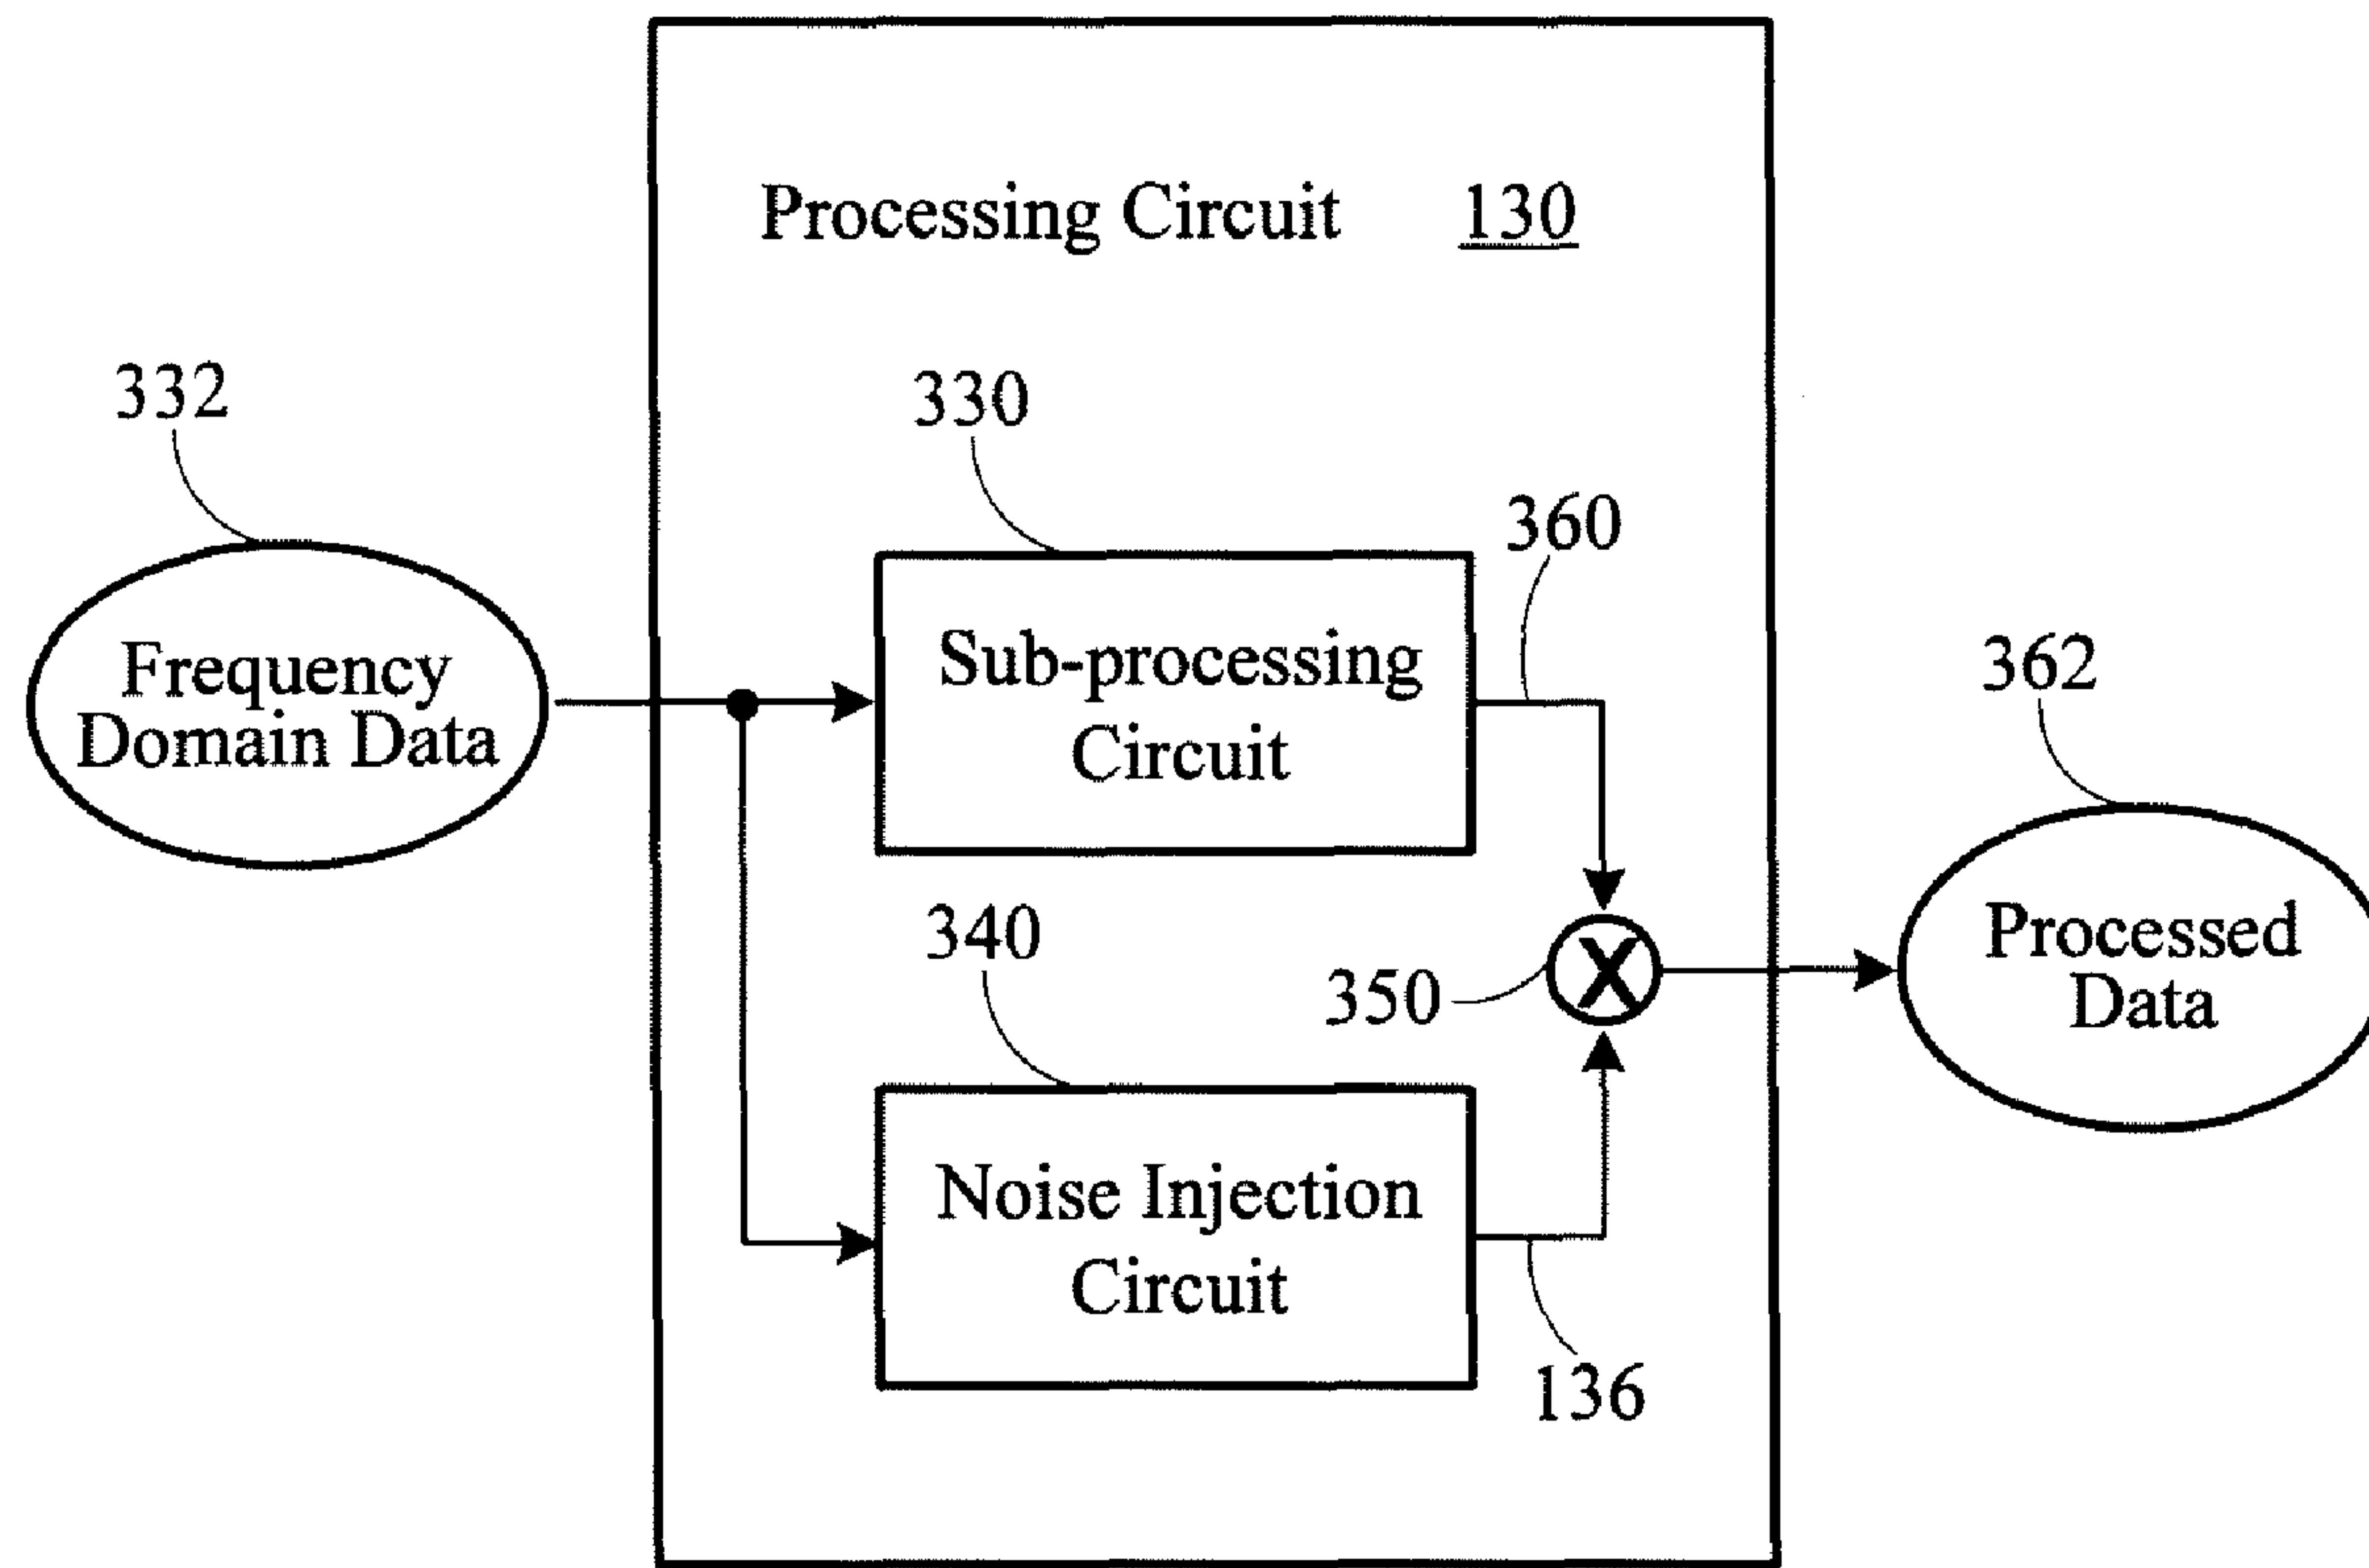 Processing Circuit 130
332
330
360
Frequency
Domain Data
Sub-processing
Circuit
362
340
350
Processed
Data
Noise Injection
Circuit
136